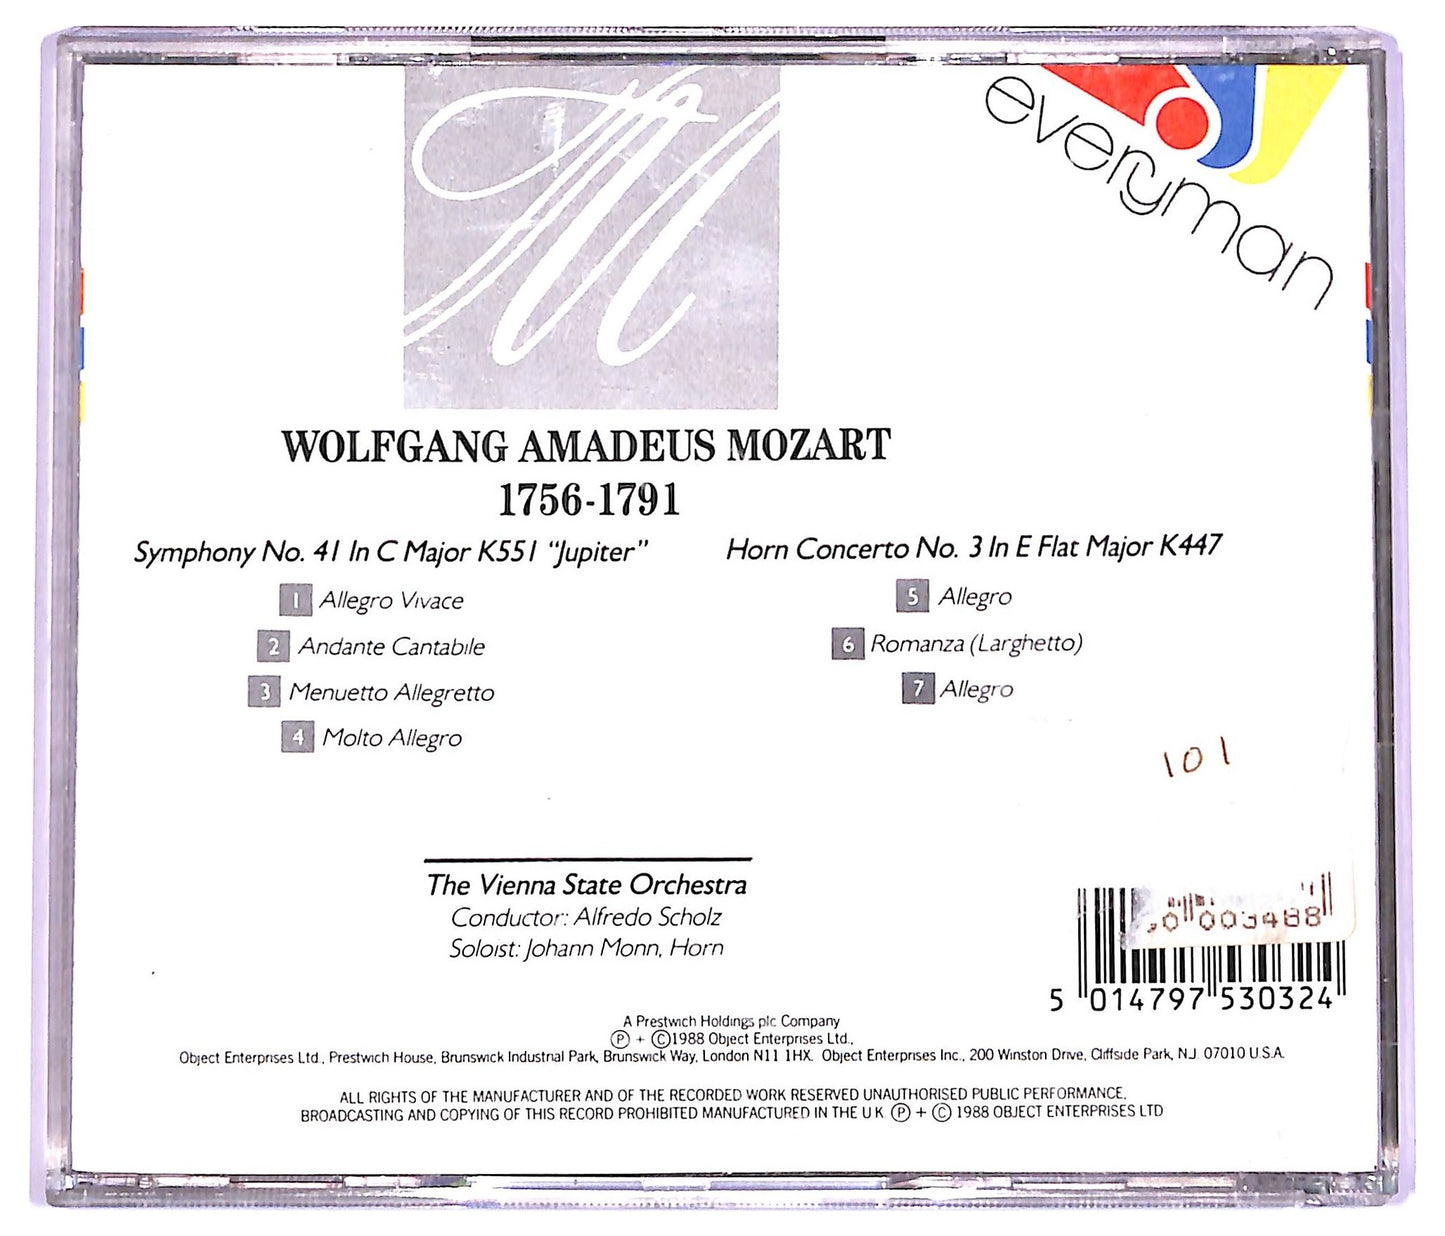 everyman
M
WOLFGANG AMADEUS MOZART
1756-1791
Symphony No. 41 In C Major K551 "Jupiter"
1 Allegro Vivace
2 Andante Cantabile
3 Menuetto Allegretto
4 Molto Allegro
Horn Concerto No. 3 In E Flat Major K447
5 Allegro
6 Romanza (Larghetto)
7 Allegro
101
The Vienna State Orchestra
Conductor: Alfredo Scholz
Soloist: Johann Monn, Horn
5 014797 530324
A Prestwich Holdings plc Company
Ⓟ + Ⓒ 1988 Object Enterprises Ltd.,
Object Enterprises Ltd., Prestwich House, Brunswick Industrial Park, Brunswick Way, London N11 1HX. Object Enterprises Inc., 200 Winston Drive, Cliffside Park, N.J. 07010 U.S.A.
ALL RIGHTS OF THE MANUFACTURER AND OF THE RECORDED WORK RESERVED UNAUTHORISED PUBLIC PERFORMANCE,
BROADCASTING AND COPYING OF THIS RECORD PROHIBITED MANUFACTURED IN THE U K Ⓟ + Ⓒ 1988 OBJECT ENTERPRISES LTD